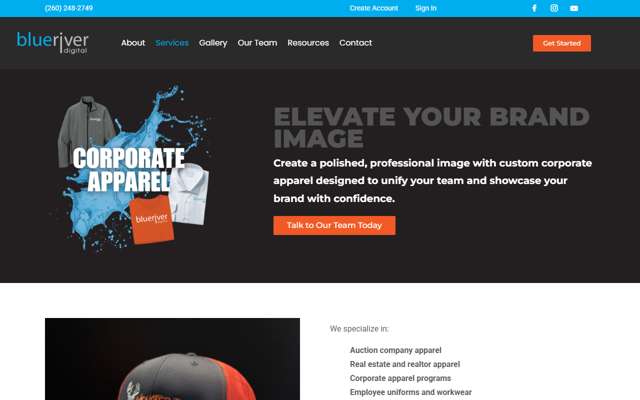 (260) 248-2749
Create Account
Sign In
blueriver
digital
About
Services
Gallery
Our Team
Resources
Contact
Get Started
CORPORATE
APPAREL
blueriver
ELEVATE YOUR BRAND
IMAGE
Create a polished, professional image with custom corporate
apparel designed to unify your team and showcase your
brand with confidence.
Talk to Our Team Today
We specialize in:
Auction company apparel
Real estate and realtor apparel
Corporate apparel programs
Employee uniforms and workwear